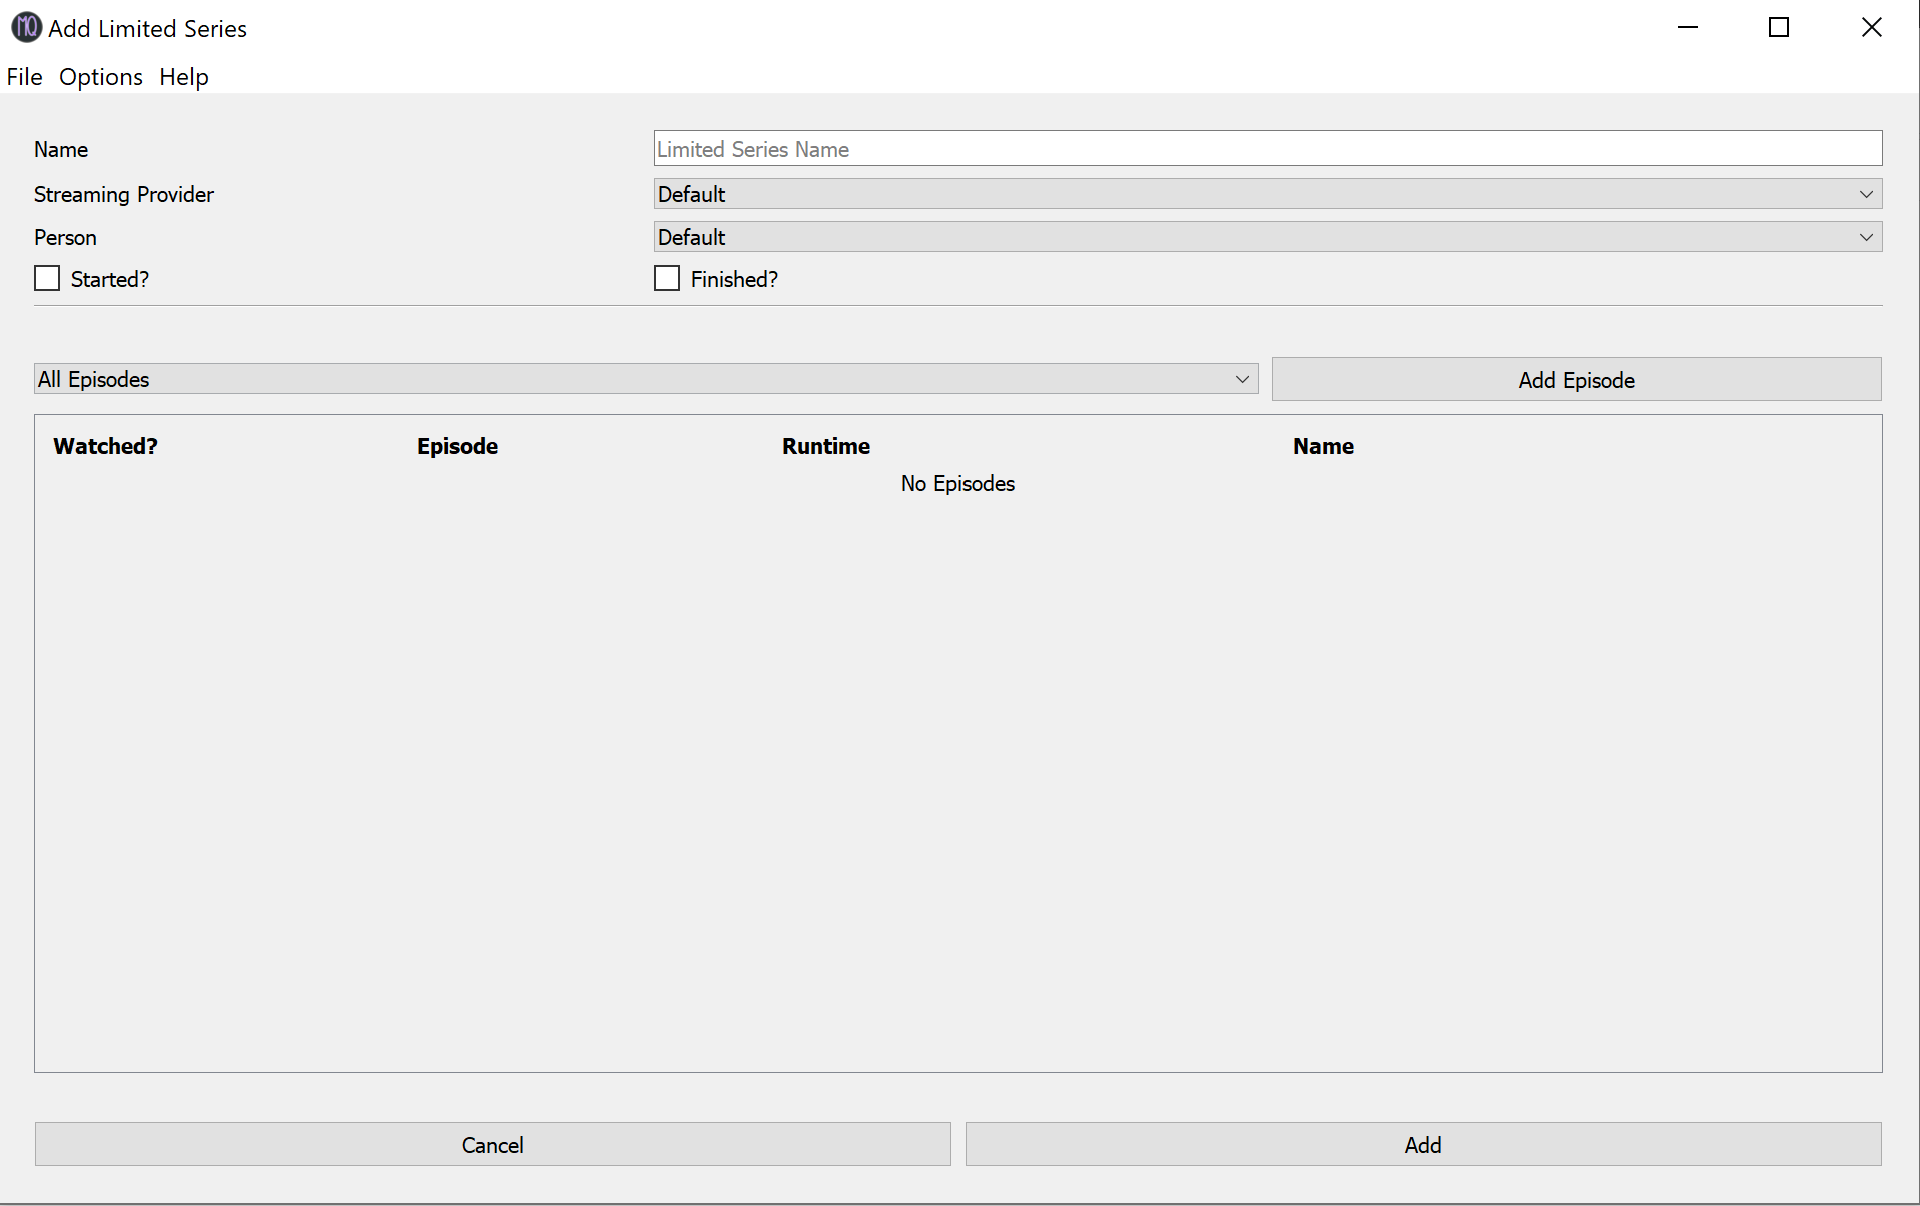 MQ Add Limited Series
File Options Help
Name Limited Series Name
Streaming Provider Default
Person Default
Started? Finished?
All Episodes Add Episode
Watched? Episode Runtime Name
No Episodes
Cancel Add